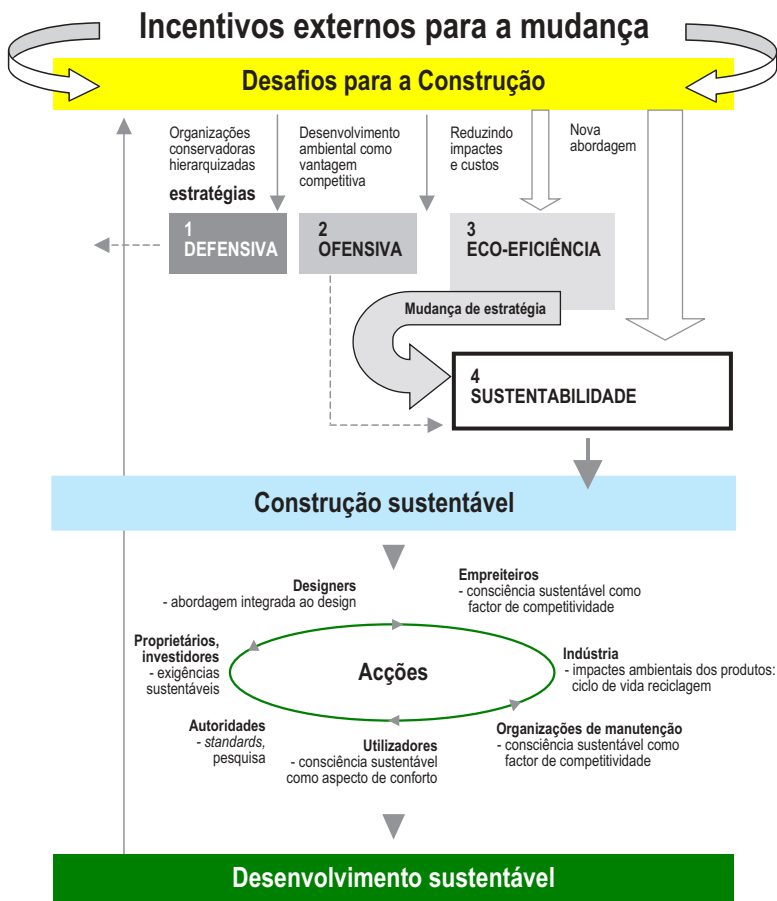 Incentivos externos para a mudança
Desafios para a Construção
Organizações
conservadoras
hierarquizadas
estratégias
Desenvolvimento
ambiental como
vantagem
competitiva
Reduzindo
impactes
e custos
Nova
abordagem
1
DEFENSIVA
2
OFENSIVA
3
ECO-EFICIÊNCIA
Mudança de estratégia
4
SUSTENTABILIDADE
Construção sustentável
Designers
- abordagem integrada ao design
Empreiteiros
- consciência sustentável como
factor de competitividade
Proprietários,
investidores
- exigências
sustentáveis
Acções
Indústria
- impactes ambientais dos produtos:
ciclo de vida reciclagem
Autoridades
- standards,
pesquisa
Utilizadores
- consciência sustentável
como aspecto de conforto
Organizações de manutenção
- consciência sustentável como
factor de competitividade
Desenvolvimento sustentável